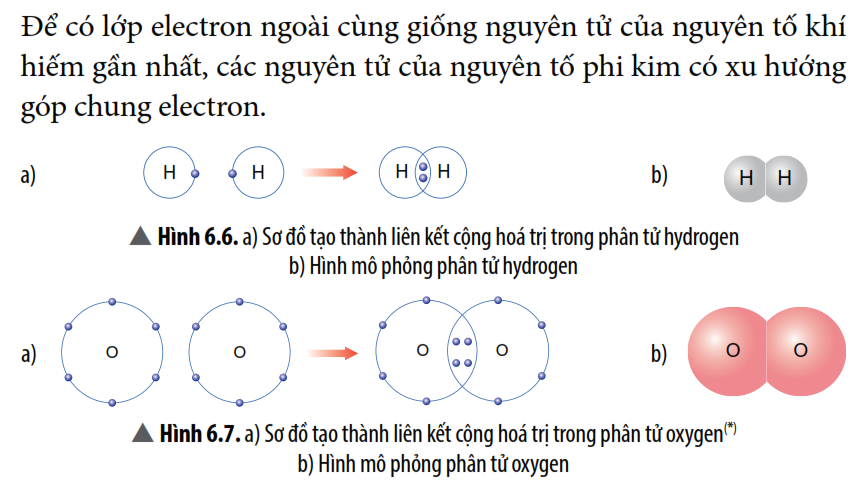 Để có lớp electron ngoài cùng giống nguyên tử của nguyên tố khí
hiếm gần nhất, các nguyên tử của nguyên tố phi kim có xu hướng
góp chung electron.
a)
H
H
H
H
b)
H
H
▲ Hình 6.6. a) Sơ đồ tạo thành liên kết cộng hoá trị trong phân tử hydrogen
b) Hình mô phỏng phân tử hydrogen
a)
O
O
O
O
b)
O
O
▲ Hình 6.7. a) Sơ đồ tạo thành liên kết cộng hoá trị trong phân tử oxygen(*)
b) Hình mô phỏng phân tử oxygen